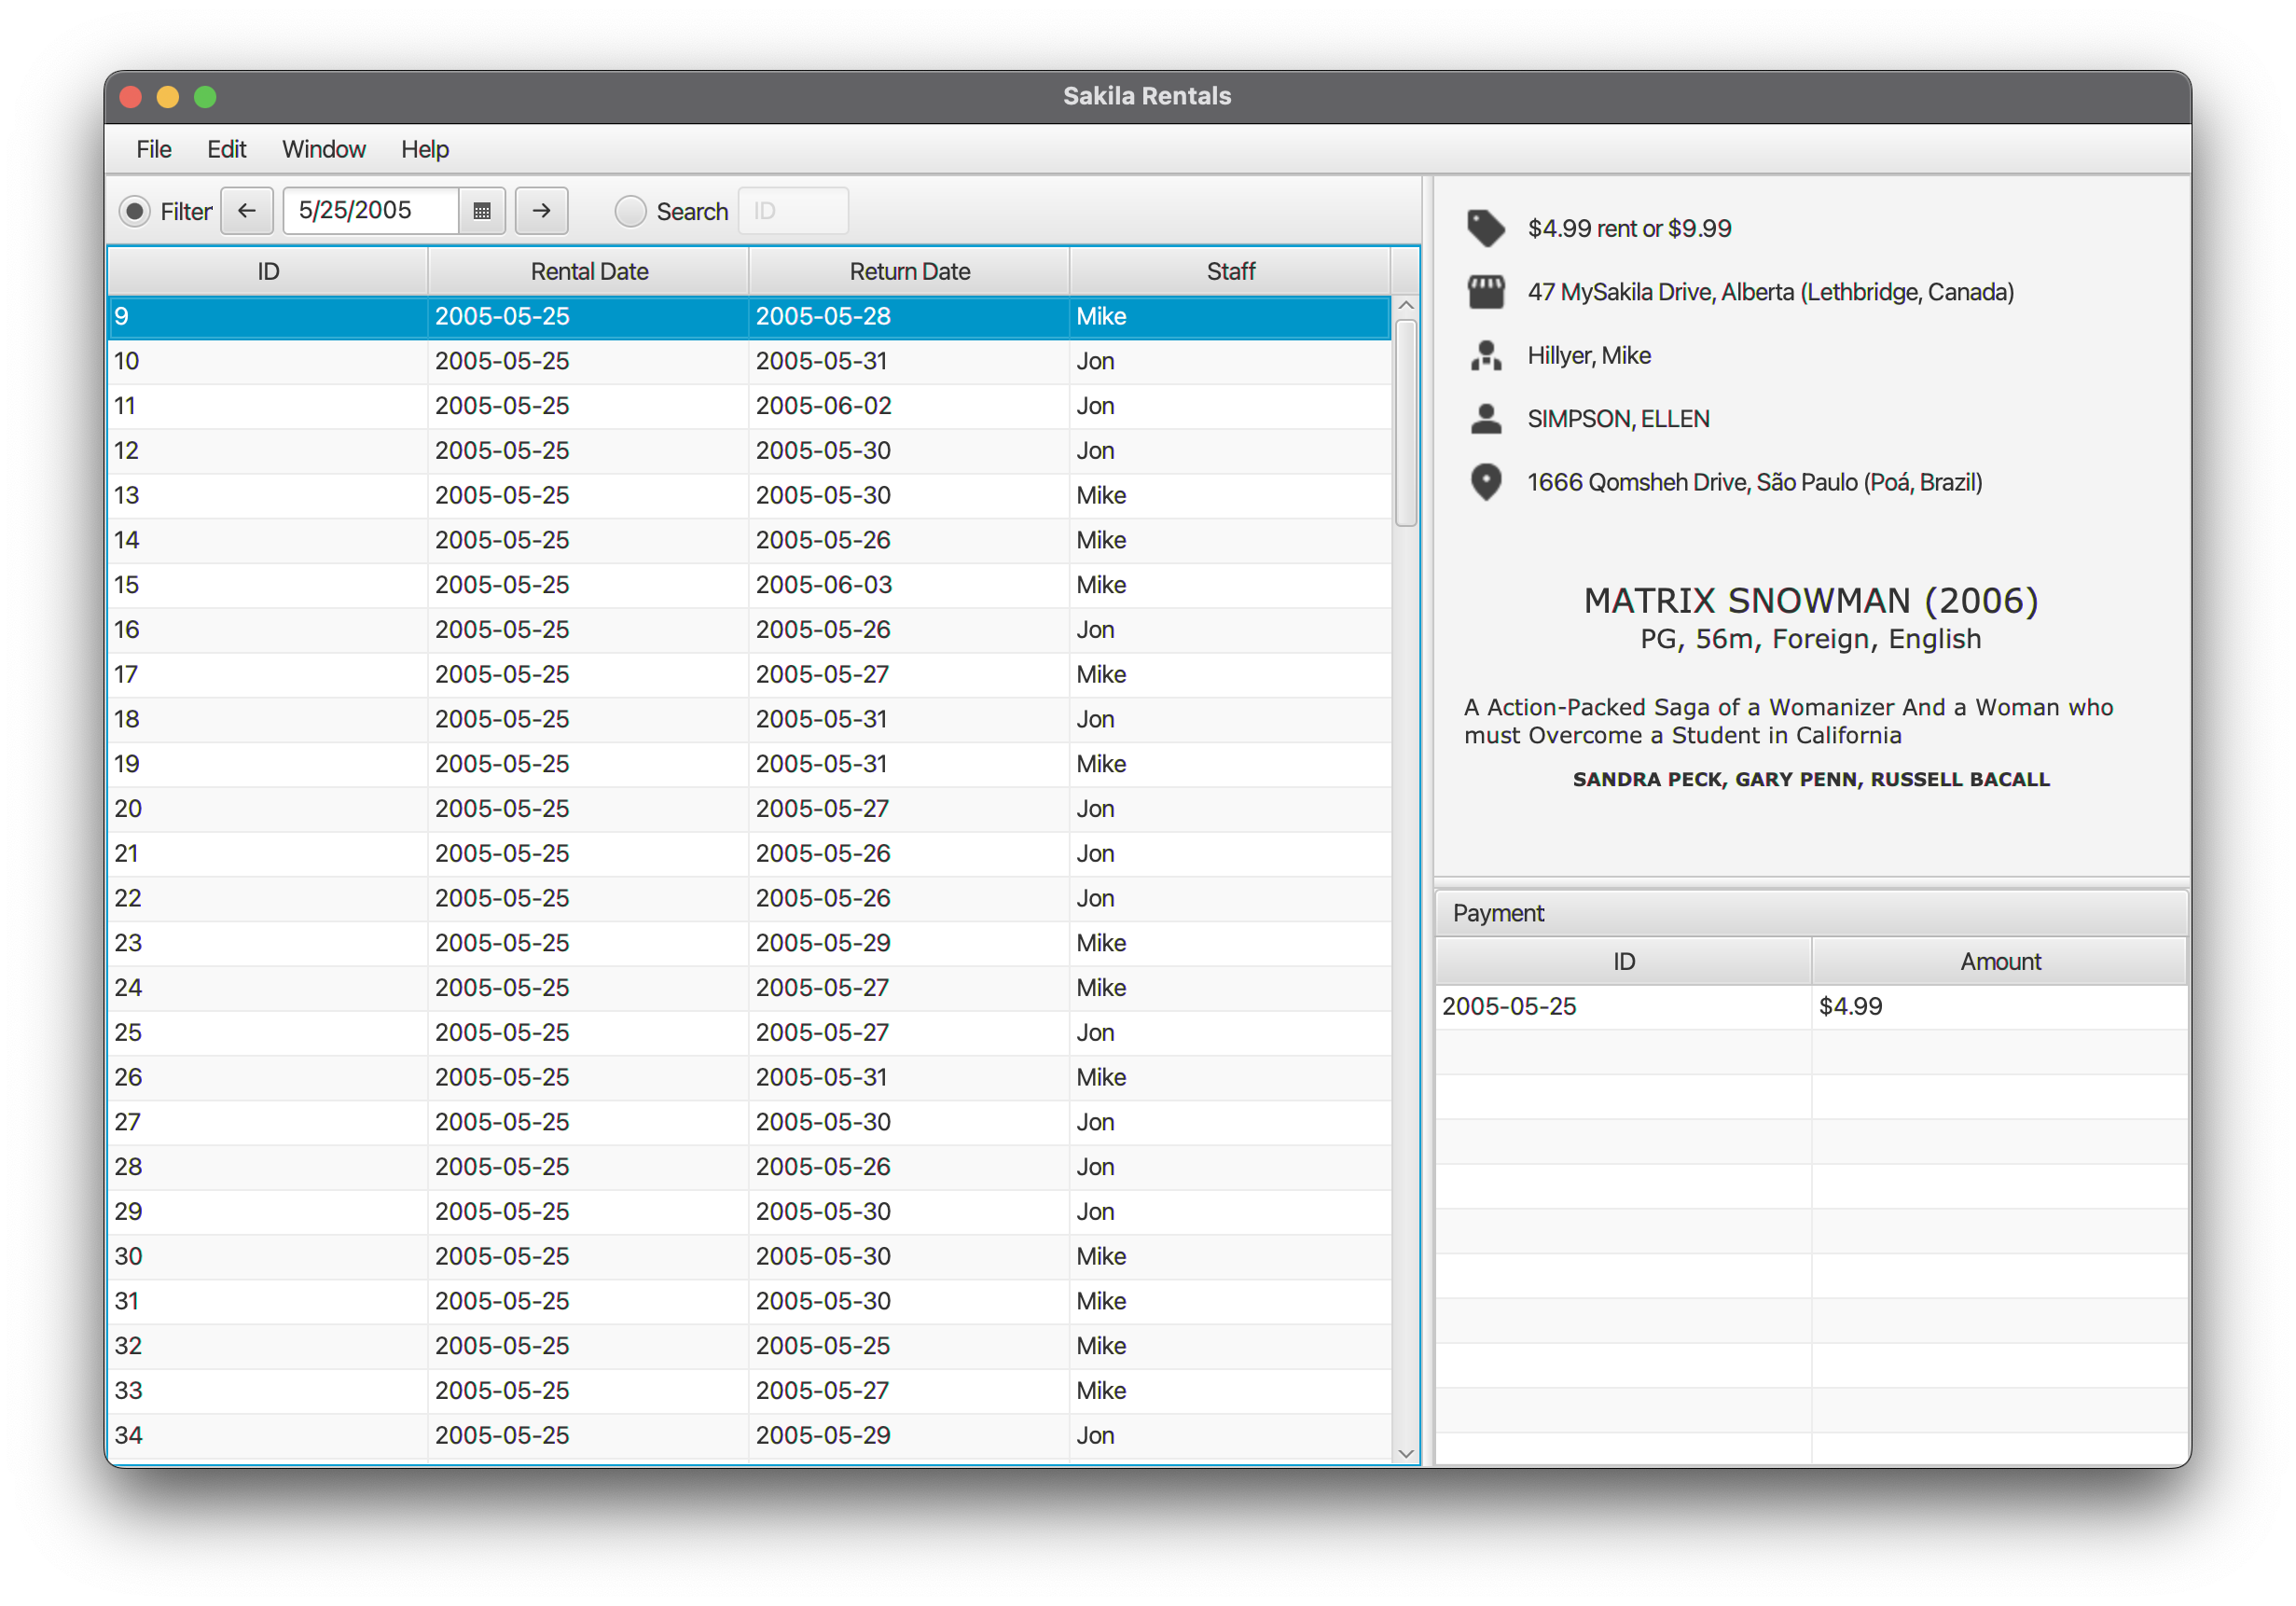 Sakila Rentals
File Edit Window Help
Filter 5/25/2005 Search ID
ID Rental Date Return Date Staff
9 2005-05-25 2005-05-28 Mike
10 2005-05-25 2005-05-31 Jon
11 2005-05-25 2005-06-02 Jon
12 2005-05-25 2005-05-30 Jon
13 2005-05-25 2005-05-30 Mike
14 2005-05-25 2005-05-26 Mike
15 2005-05-25 2005-06-03 Mike
16 2005-05-25 2005-05-26 Jon
17 2005-05-25 2005-05-27 Mike
18 2005-05-25 2005-05-31 Jon
19 2005-05-25 2005-05-31 Mike
20 2005-05-25 2005-05-27 Jon
21 2005-05-25 2005-05-26 Jon
22 2005-05-25 2005-05-26 Jon
23 2005-05-25 2005-05-29 Mike
24 2005-05-25 2005-05-27 Mike
25 2005-05-25 2005-05-27 Jon
26 2005-05-25 2005-05-31 Mike
27 2005-05-25 2005-05-30 Jon
28 2005-05-25 2005-05-26 Jon
29 2005-05-25 2005-05-30 Jon
30 2005-05-25 2005-05-30 Mike
31 2005-05-25 2005-05-30 Mike
32 2005-05-25 2005-05-25 Mike
33 2005-05-25 2005-05-27 Mike
34 2005-05-25 2005-05-29 Jon
$4.99 rent or $9.99
47 MySakila Drive, Alberta (Lethbridge, Canada)
Hillyer, Mike
SIMPSON, ELLEN
1666 Qomsheh Drive, São Paulo (Poá, Brazil)
MATRIX SNOWMAN (2006)
PG, 56m, Foreign, English
A Action-Packed Saga of a Womanizer And a Woman who
must Overcome a Student in California
SANDRA PECK, GARY PENN, RUSSELL BACALL
Payment
ID Amount
2005-05-25 $4.99